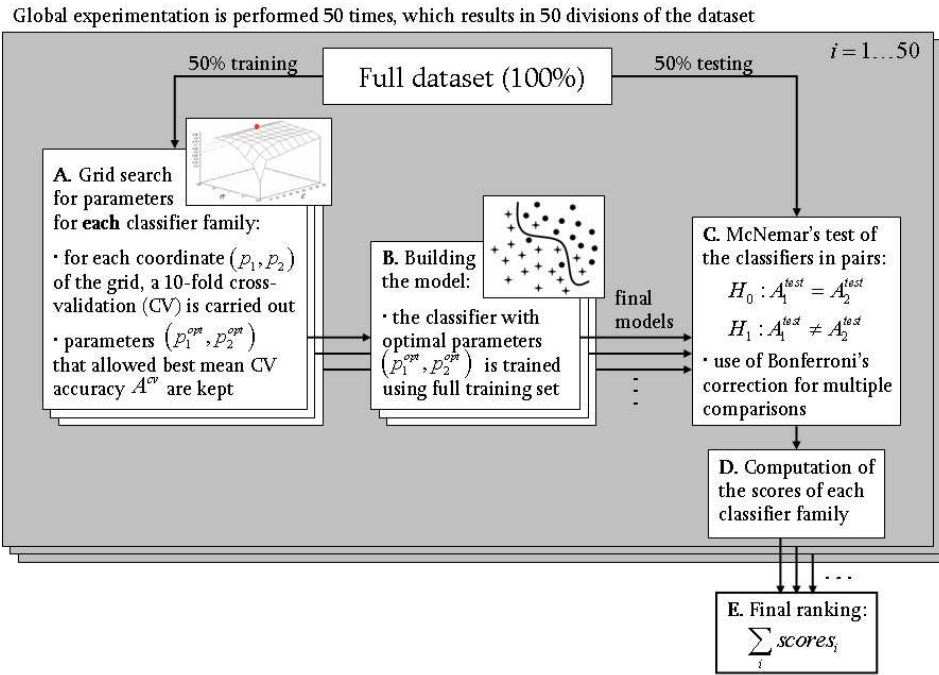 Global experimentation is performed 50 times, which results in 50 divisions of the dataset
i = 1...50
50% training
Full dataset (100%)
50% testing
A. Grid search
for parameters
for each classifier family:
· for each coordinate (p₁, p₂)
of the grid, a 10-fold cross-
validation (CV) is carried out
· parameters (p₁ᵒᵖᵗ, p₂ᵒᵖᵗ)
that allowed best mean CV
accuracy Aᶜᵛ are kept
B. Building
the model:
· the classifier with
optimal parameters
(p₁ᵒᵖᵗ, p₂ᵒᵖᵗ) is trained
using full training set
final
models
C. McNemar's test of
the classifiers in pairs:
H₀ : A₁ᵗᵉˢᵗ = A₂ᵗᵉˢᵗ
H₁ : A₁ᵗᵉˢᵗ ≠ A₂ᵗᵉˢᵗ
· use of Bonferroni's
correction for multiple
comparisons
D. Computation of
the scores of each
classifier family
...
E. Final ranking:
∑ᵢ scoresᵢ